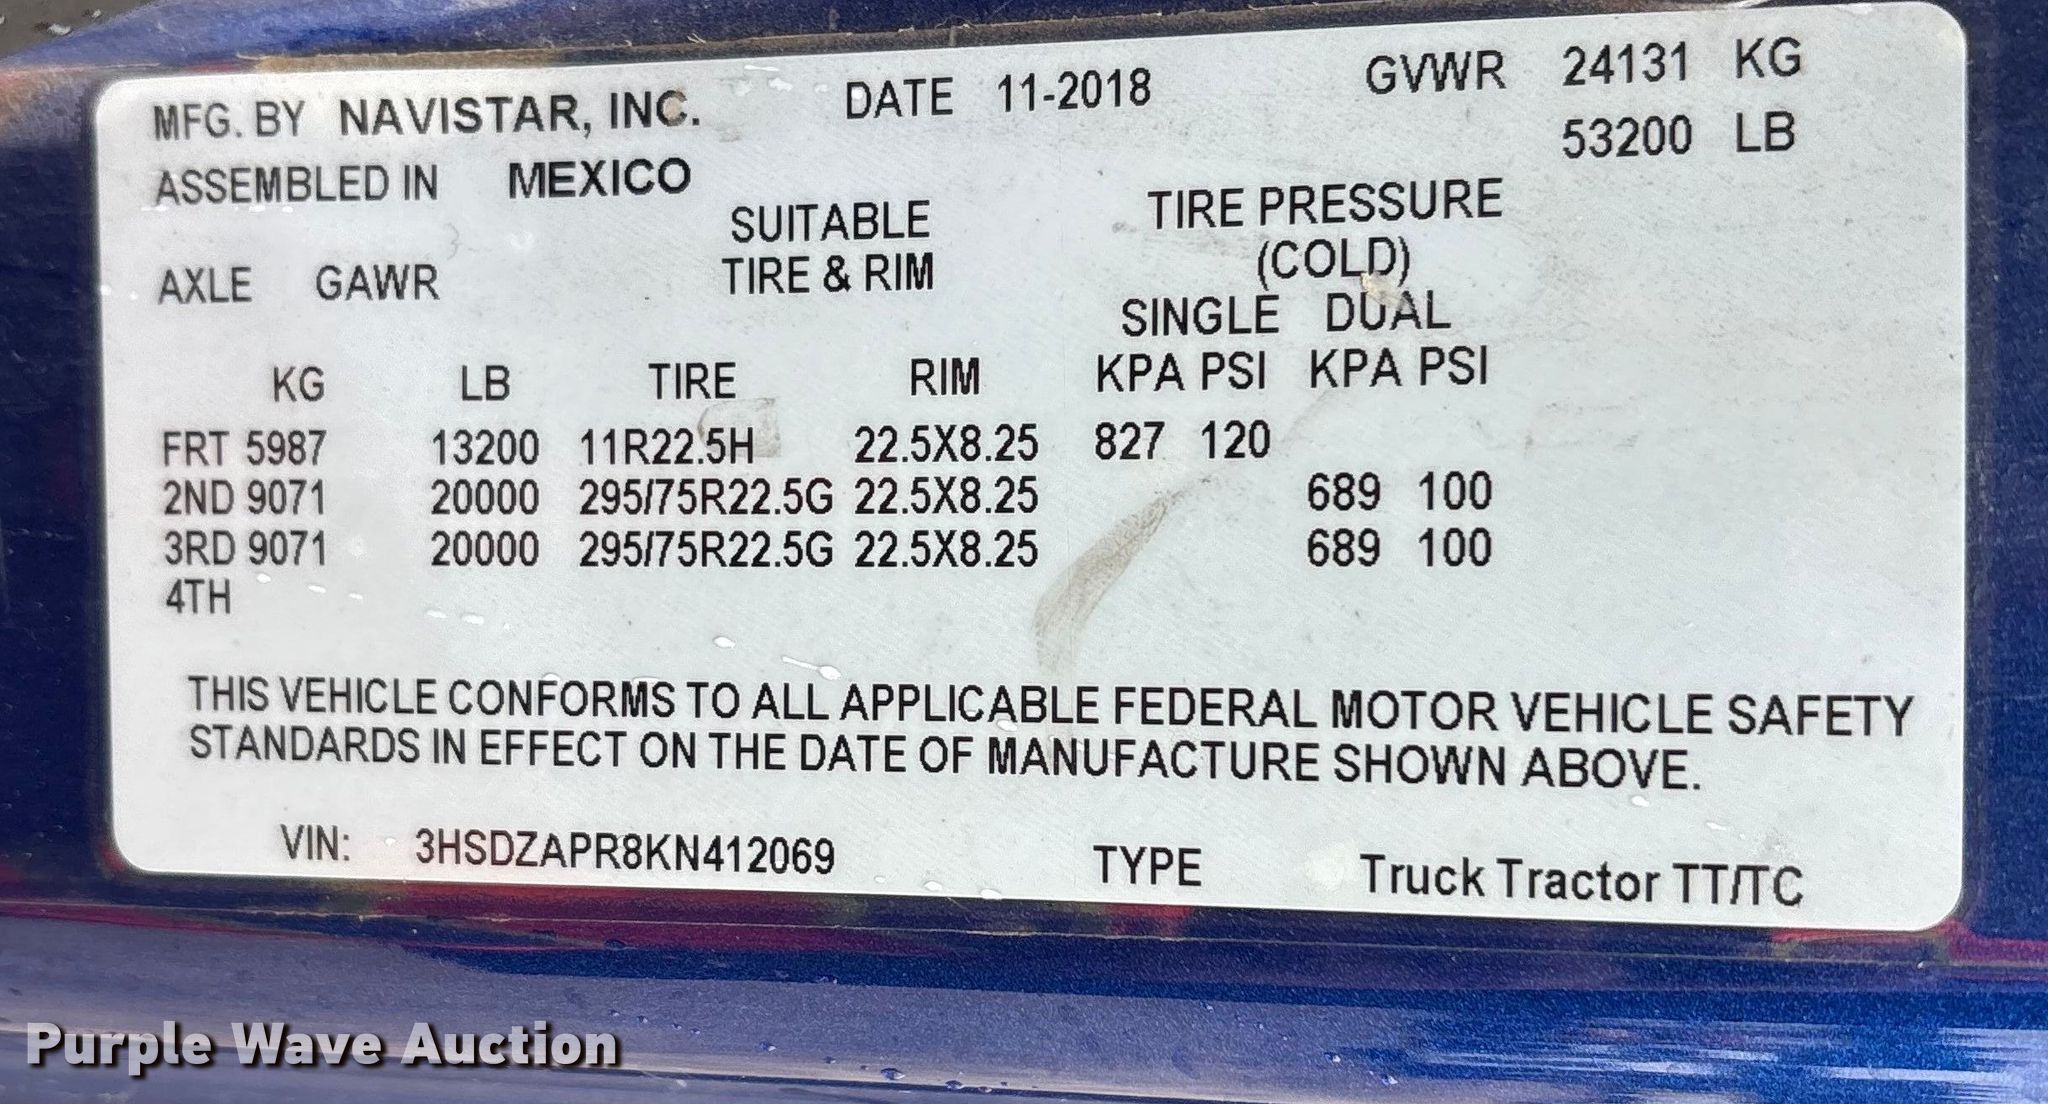 MFG. BY NAVISTAR, INC. DATE 11-2018 GVWR 24131 KG
53200 LB
ASSEMBLED IN MEXICO
SUITABLE TIRE PRESSURE
AXLE GAWR TIRE & RIM (COLD)
SINGLE DUAL
KG LB TIRE RIM KPA PSI KPA PSI
FRT 5987 13200 11R22.5H 22.5X8.25 827 120
2ND 9071 20000 295/75R22.5G 22.5X8.25 689 100
3RD 9071 20000 295/75R22.5G 22.5X8.25 689 100
4TH
THIS VEHICLE CONFORMS TO ALL APPLICABLE FEDERAL MOTOR VEHICLE SAFETY
STANDARDS IN EFFECT ON THE DATE OF MANUFACTURE SHOWN ABOVE.
VIN: 3HSDZAPR8KN412069 TYPE Truck Tractor TT/TC
Purple Wave Auction